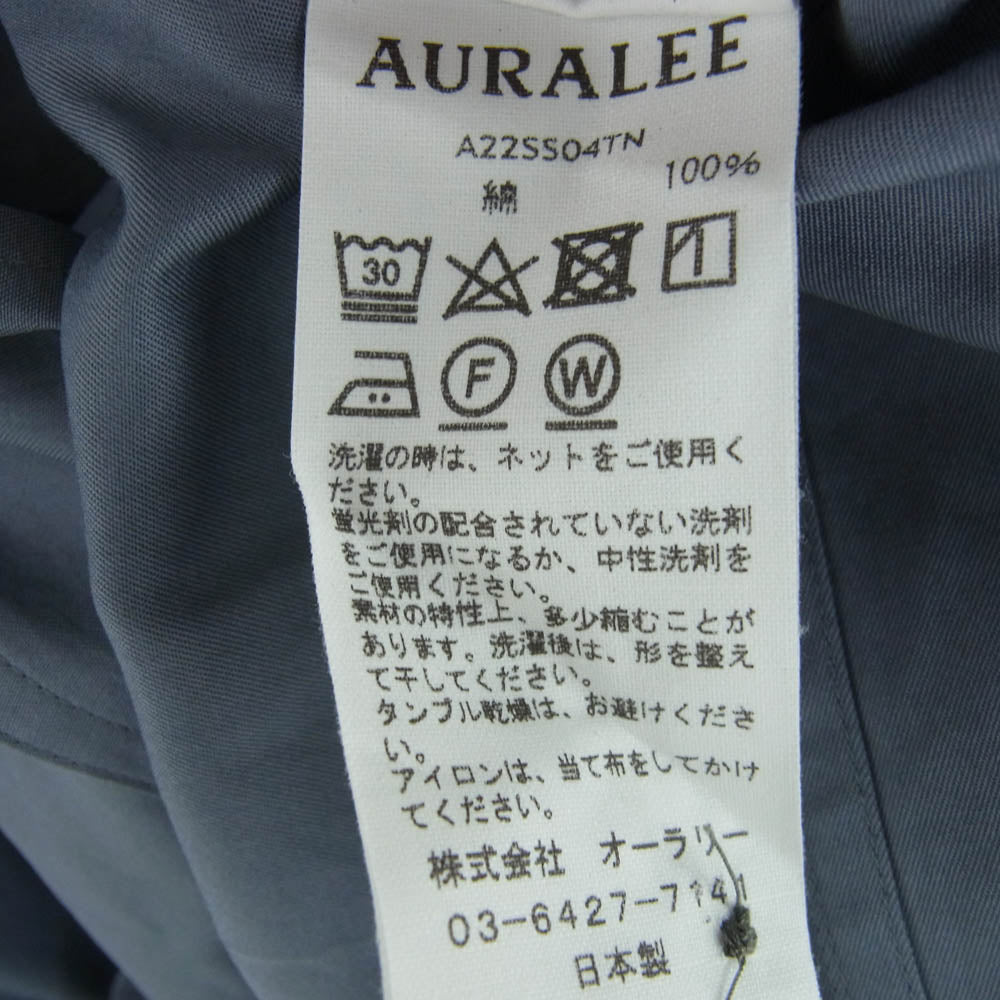 AURALEE
A22SS04TN
綿 100%
30
F W
洗濯の時は、ネットをご使用く
ださい。
蛍光剤の配合されていない洗剤
をご使用になるか、中性洗剤を
ご使用ください。
素材の特性上、多少縮むことが
あります。洗濯後は、形を整え
て干してください。
タンブル乾燥は、お避けくださ
い。
アイロンは、当て布をしてかけ
てください。
株式会社 オーラリー
03-6427-7141
日本製